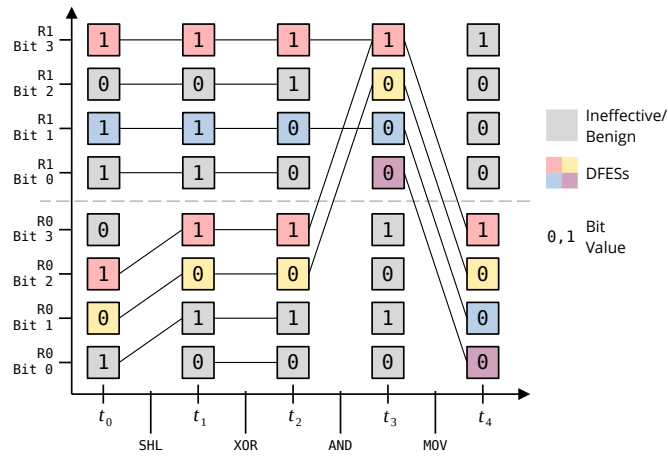 R1
Bit 3 1 1 1 1 1
R1
Bit 2 0 0 1 0 0
R1
Bit 1 1 1 0 0 0
R1
Bit 0 1 1 0 0 0
R0
Bit 3 0 1 1 1 1
R0
Bit 2 1 0 0 0 0
R0
Bit 1 0 1 1 1 0
R0
Bit 0 1 0 0 0 0
t0 t1 t2 t3 t4
SHL XOR AND MOV
Ineffective/
Benign
DFESs
0,1 Bit
Value